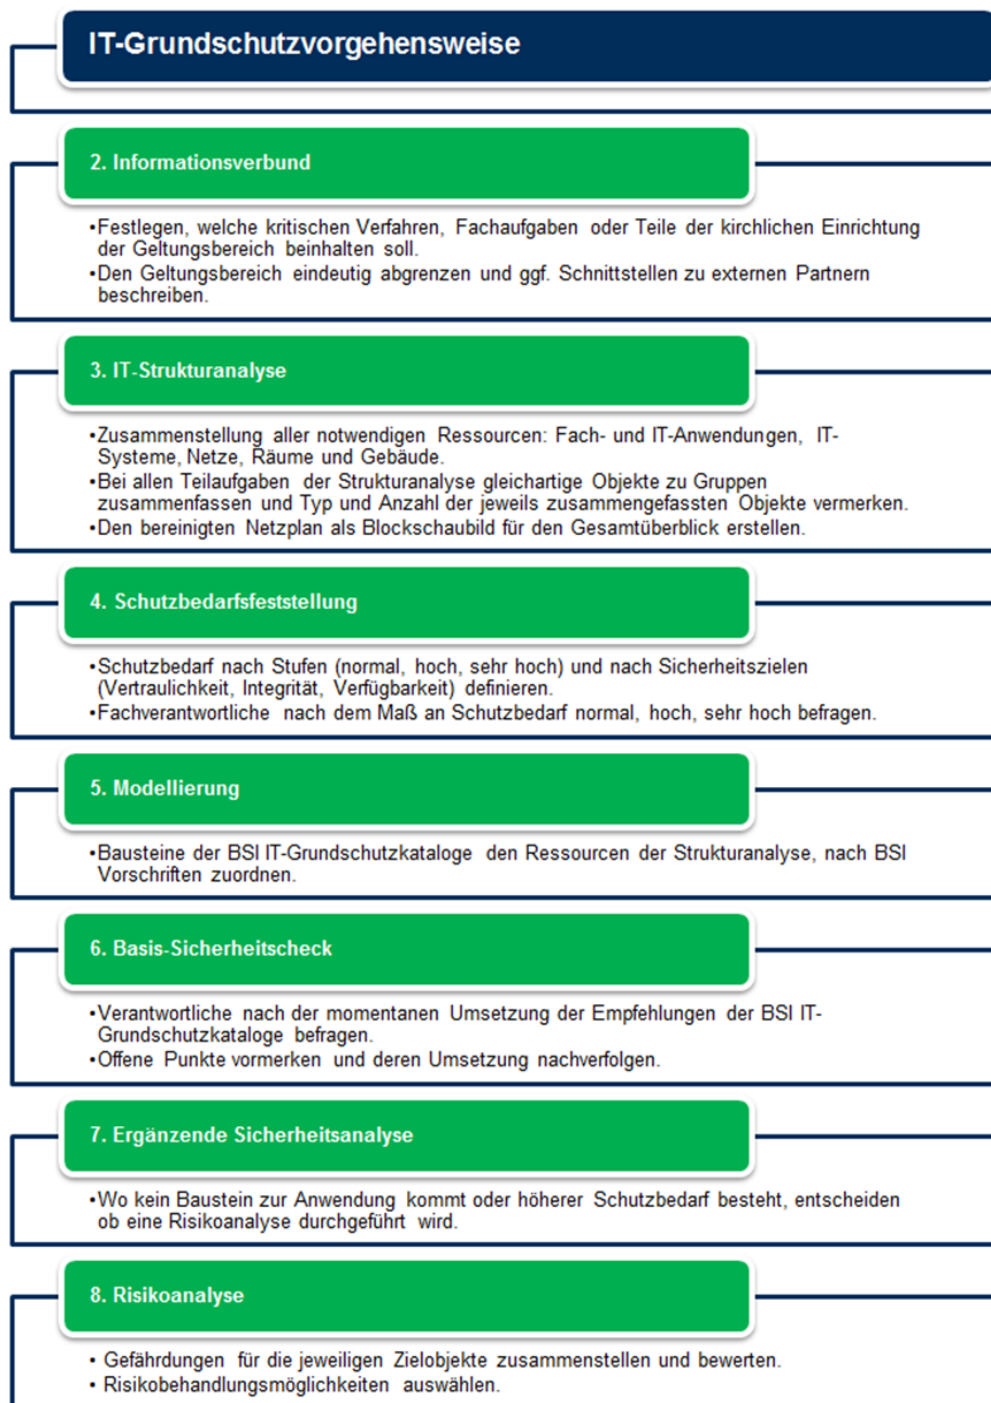 IT-Grundschutzvorgehensweise
2. Informationsverbund
•Festlegen, welche kritischen Verfahren, Fachaufgaben oder Teile der kirchlichen Einrichtung
der Geltungsbereich beinhalten soll.
•Den Geltungsbereich eindeutig abgrenzen und ggf. Schnittstellen zu externen Partnern
beschreiben.
3. IT-Strukturanalyse
•Zusammenstellung aller notwendigen Ressourcen: Fach- und IT-Anwendungen, IT-
Systeme, Netze, Räume und Gebäude.
•Bei allen Teilaufgaben der Strukturanalyse gleichartige Objekte zu Gruppen
zusammenfassen und Typ und Anzahl der jeweils zusammengefassten Objekte vermerken.
•Den bereinigten Netzplan als Blockschaubild für den Gesamtüberblick erstellen.
4. Schutzbedarfsfeststellung
•Schutzbedarf nach Stufen (normal, hoch, sehr hoch) und nach Sicherheitszielen
(Vertraulichkeit, Integrität, Verfügbarkeit) definieren.
•Fachverantwortliche nach dem Maß an Schutzbedarf normal, hoch, sehr hoch befragen.
5. Modellierung
•Bausteine der BSI IT-Grundschutzkataloge den Ressourcen der Strukturanalyse, nach BSI
Vorschriften zuordnen.
6. Basis-Sicherheitscheck
•Verantwortliche nach der momentanen Umsetzung der Empfehlungen der BSI IT-
Grundschutzkataloge befragen.
•Offene Punkte vormerken und deren Umsetzung nachverfolgen.
7. Ergänzende Sicherheitsanalyse
•Wo kein Baustein zur Anwendung kommt oder höherer Schutzbedarf besteht, entscheiden
ob eine Risikoanalyse durchgeführt wird.
8. Risikoanalyse
• Gefährdungen für die jeweiligen Zielobjekte zusammenstellen und bewerten.
• Risikobehandlungsmöglichkeiten auswählen.